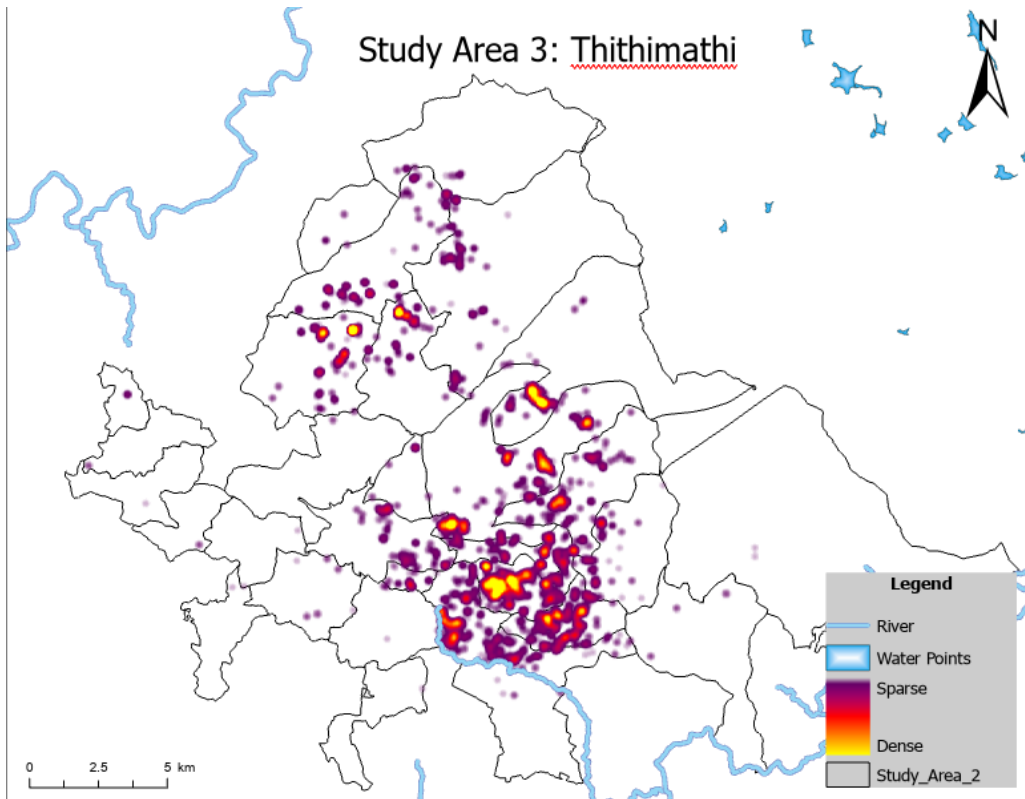 Study Area 3: Thithimathi
N
Legend
River
Water Points
Sparse
Dense
Study_Area_2
0 2.5 5 km